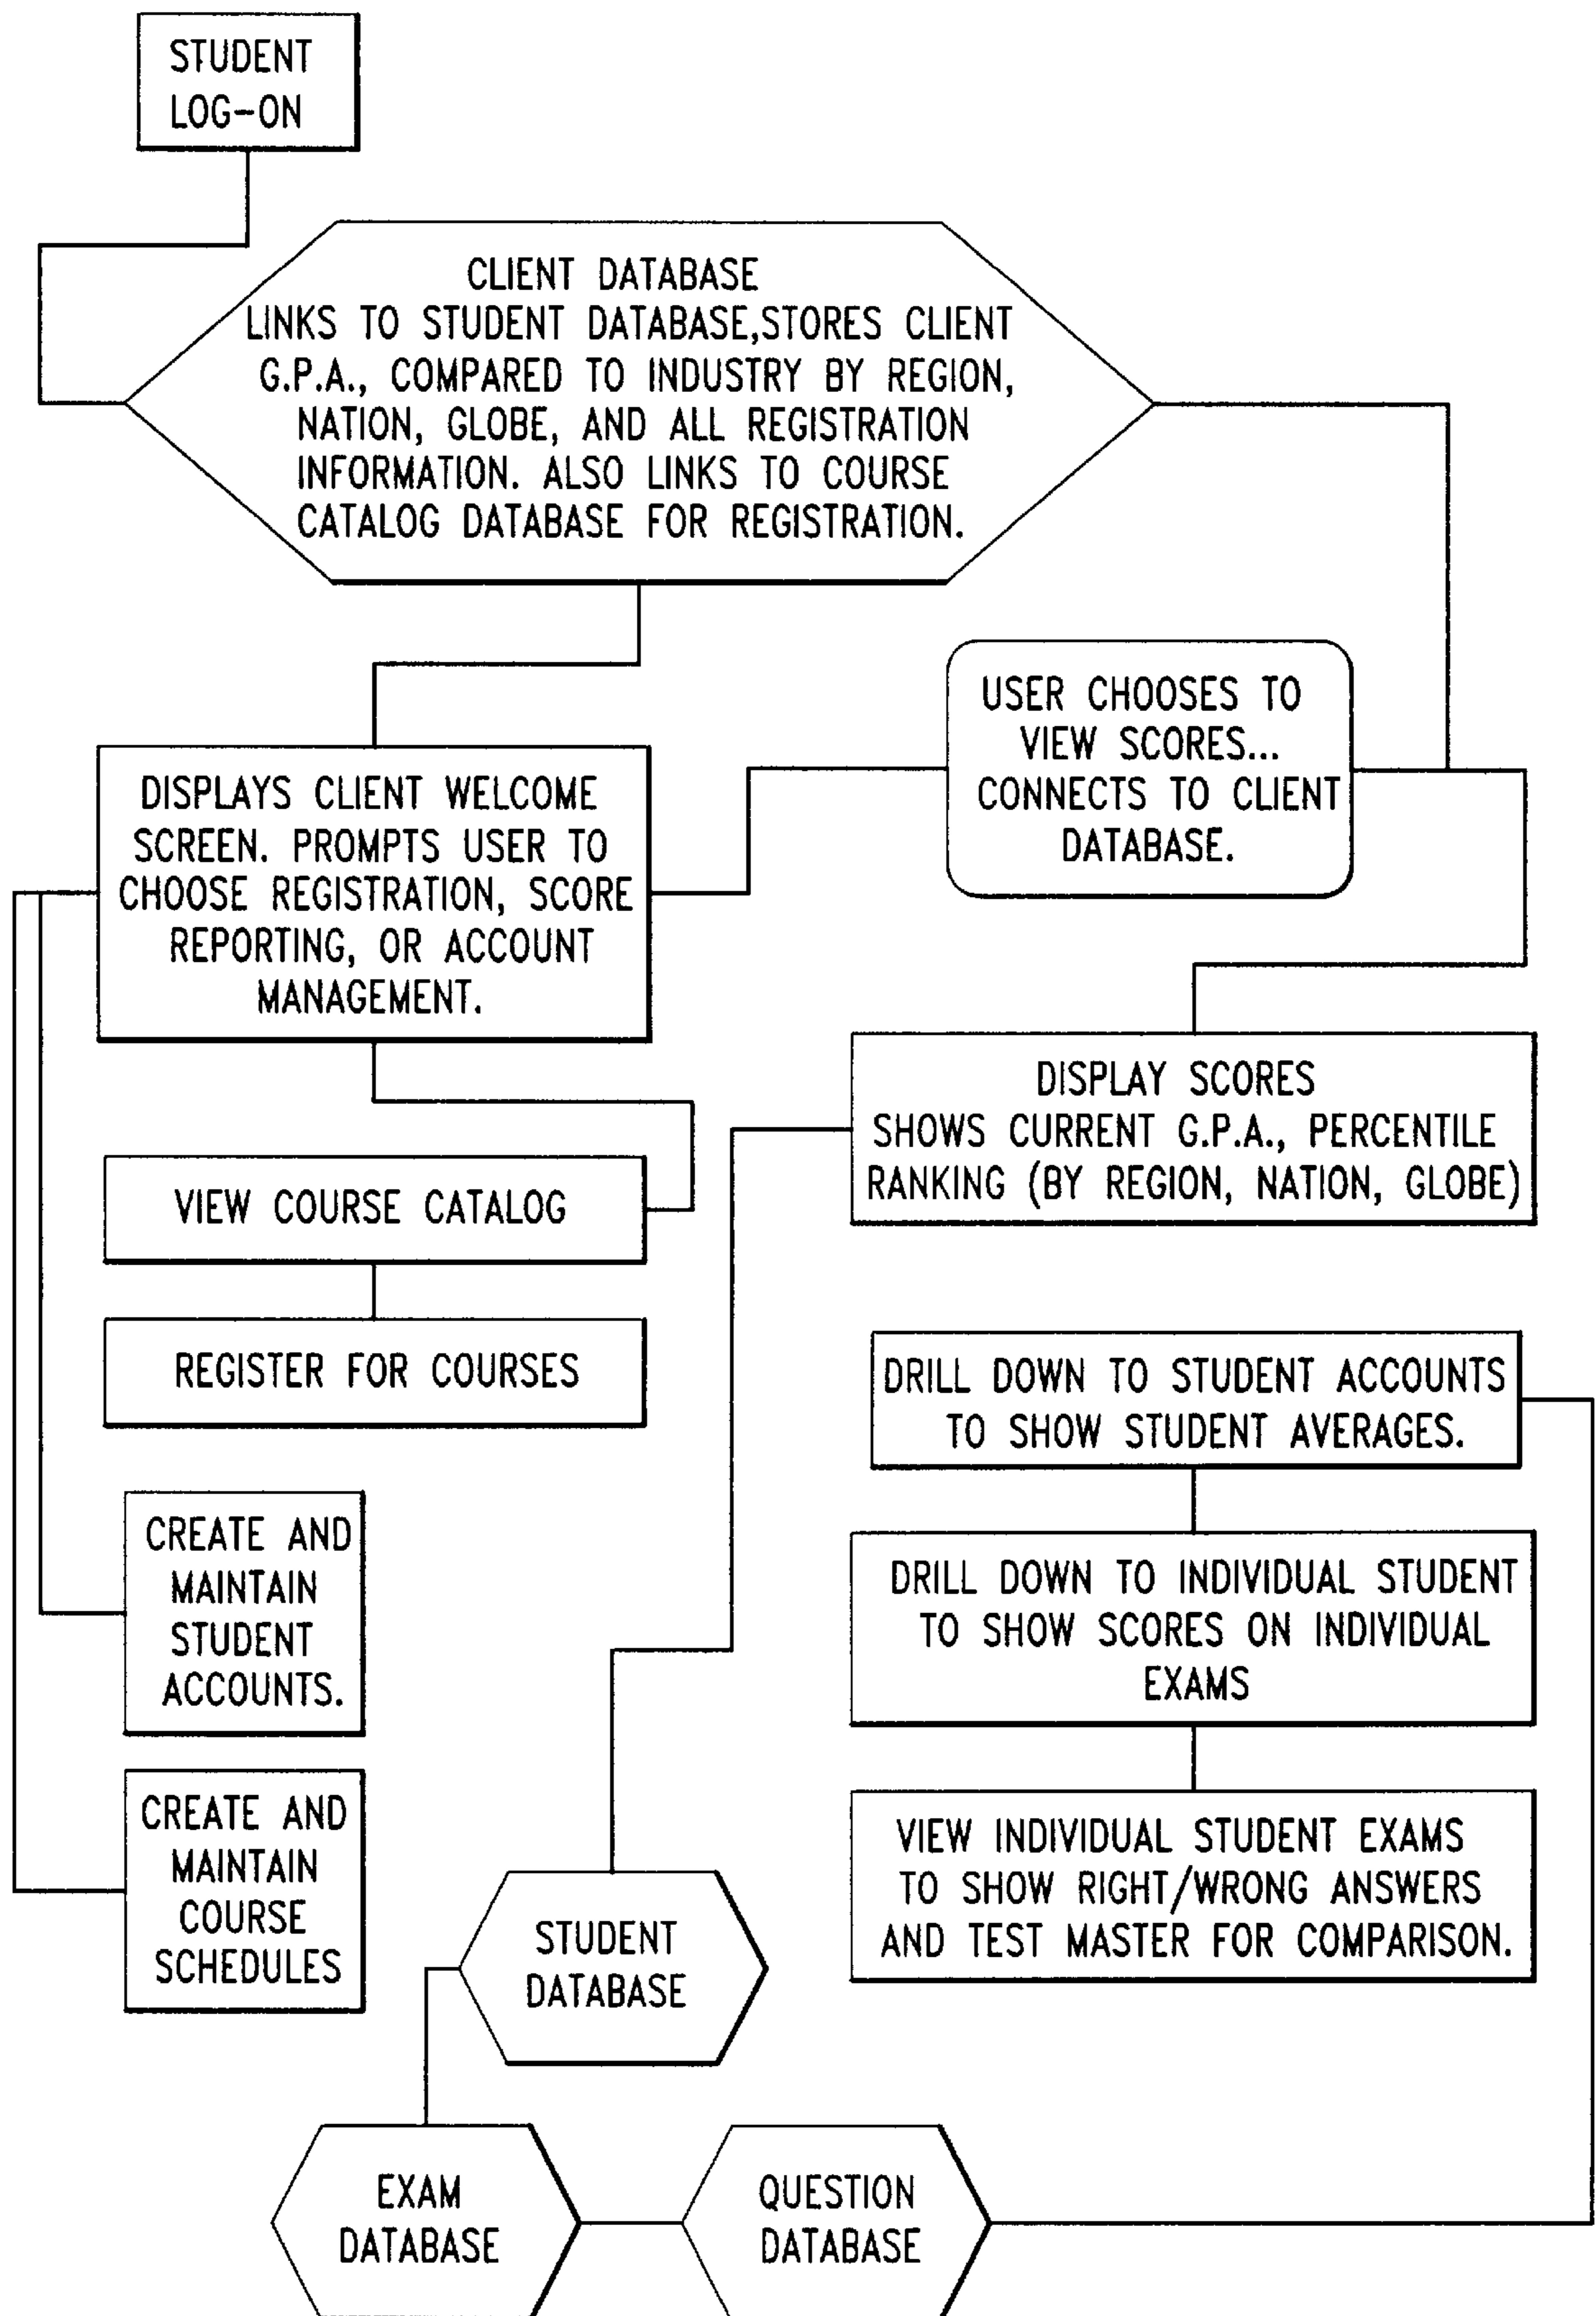 STUDENT
LOG-ON
CLIENT DATABASE
LINKS TO STUDENT DATABASE,STORES CLIENT
G.P.A., COMPARED TO INDUSTRY BY REGION,
NATION, GLOBE, AND ALL REGISTRATION
INFORMATION. ALSO LINKS TO COURSE
CATALOG DATABASE FOR REGISTRATION.
USER CHOOSES TO
VIEW SCORES...
CONNECTS TO CLIENT
DATABASE.
DISPLAYS CLIENT WELCOME
SCREEN. PROMPTS USER TO
CHOOSE REGISTRATION, SCORE
REPORTING, OR ACCOUNT
MANAGEMENT.
DISPLAY SCORES
SHOWS CURRENT G.P.A., PERCENTILE
RANKING (BY REGION, NATION, GLOBE)
VIEW COURSE CATALOG
REGISTER FOR COURSES
DRILL DOWN TO STUDENT ACCOUNTS
TO SHOW STUDENT AVERAGES.
CREATE AND
MAINTAIN
STUDENT
ACCOUNTS.
DRILL DOWN TO INDIVIDUAL STUDENT
TO SHOW SCORES ON INDIVIDUAL
EXAMS
CREATE AND
MAINTAIN
COURSE
SCHEDULES
VIEW INDIVIDUAL STUDENT EXAMS
TO SHOW RIGHT/WRONG ANSWERS
AND TEST MASTER FOR COMPARISON.
STUDENT
DATABASE
EXAM
DATABASE
QUESTION
DATABASE